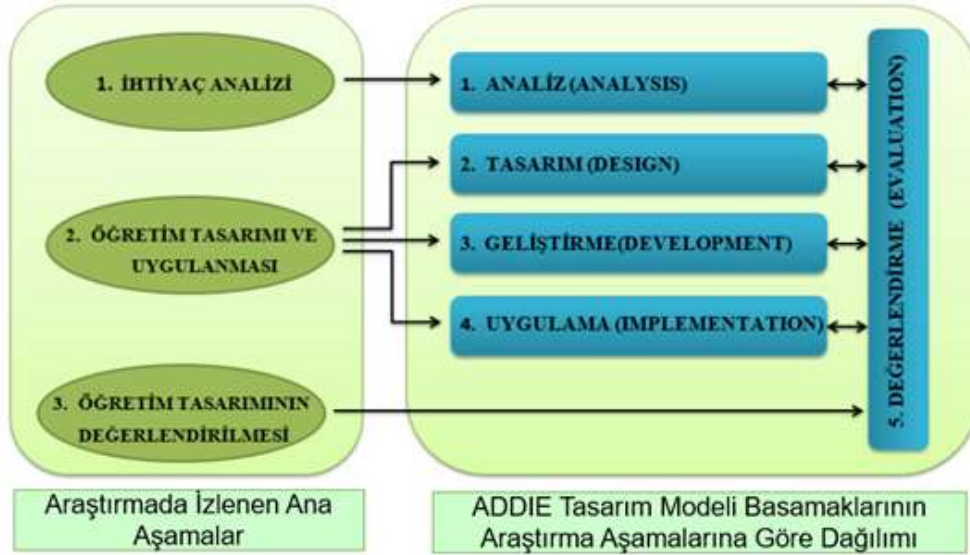 1. İHTİYAÇ ANALİZİ
2. ÖĞRETİM TASARIMI VE
UYGULANMASI
3. ÖĞRETİM TASARIMININ
DEĞERLENDİRİLMESİ
Araştırmada İzlenen Ana
Aşamalar
1. ANALİZ (ANALYSIS)
2. TASARIM (DESIGN)
3. GELİŞTİRME(DEVELOPMENT)
4. UYGULAMA (IMPLEMENTATION)
5. DEĞERLENDİRME (EVALUATION)
ADDIE Tasarım Modeli Basamaklarının
Araştırma Aşamalarına Göre Dağılımı